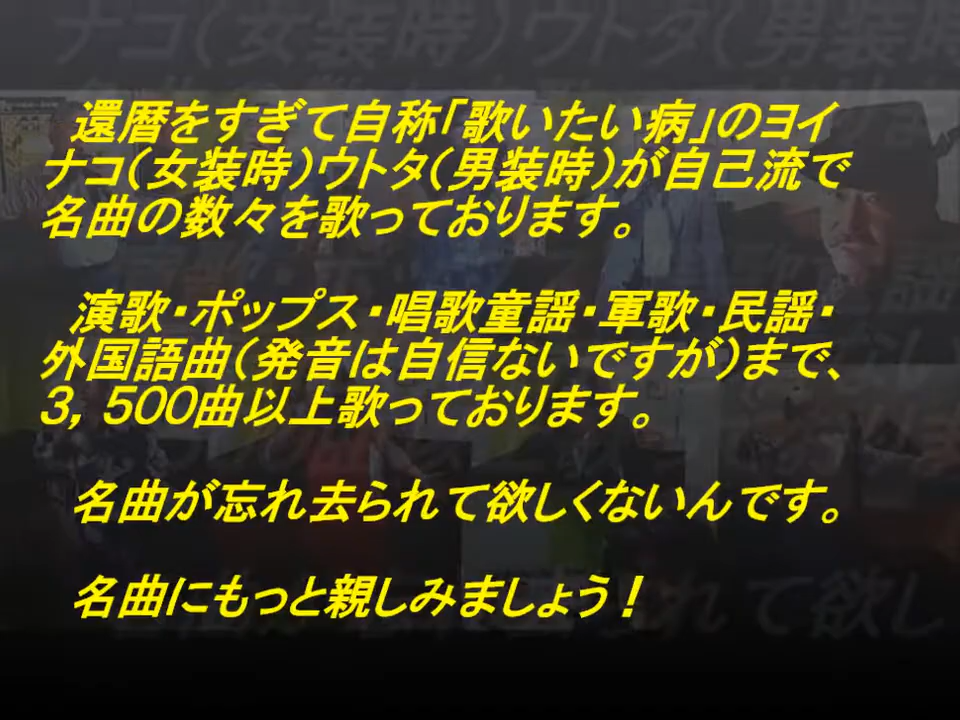 還暦をすぎて自称「歌いたい病」のヨイ
ナコ（女装時）ウトタ（男装時）が自己流で
名曲の数々を歌っております。
演歌・ポップス・唱歌童謡・軍歌・民謡・
外国語曲（発音は自信ないですが）まで、
３，５００曲以上歌っております。
名曲が忘れ去られて欲しくないんです。
名曲にもっと親しみましょう！